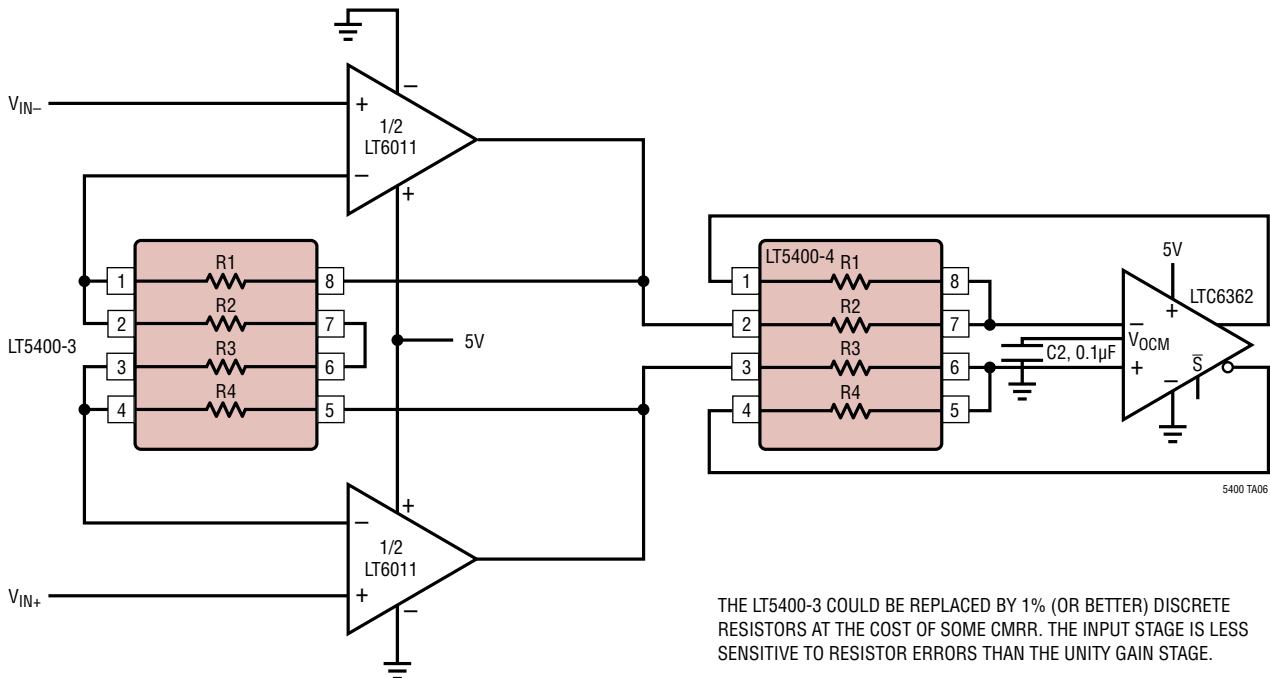 V_IN–
+
–
1/2
LT6011
–
+
LT5400-3
1
2
3
4
R1
R2
R3
R4
8
7
6
5
5V
–
+
1/2
LT6011
+
–
V_IN+
LT5400-4
1
2
3
4
R1
R2
R3
R4
8
7
6
5
C2, 0.1µF
5V
LTC6362
+
–
V_OCM
+
–
S̅
5400 TA06
THE LT5400-3 COULD BE REPLACED BY 1% (OR BETTER) DISCRETE
RESISTORS AT THE COST OF SOME CMRR. THE INPUT STAGE IS LESS
SENSITIVE TO RESISTOR ERRORS THAN THE UNITY GAIN STAGE.